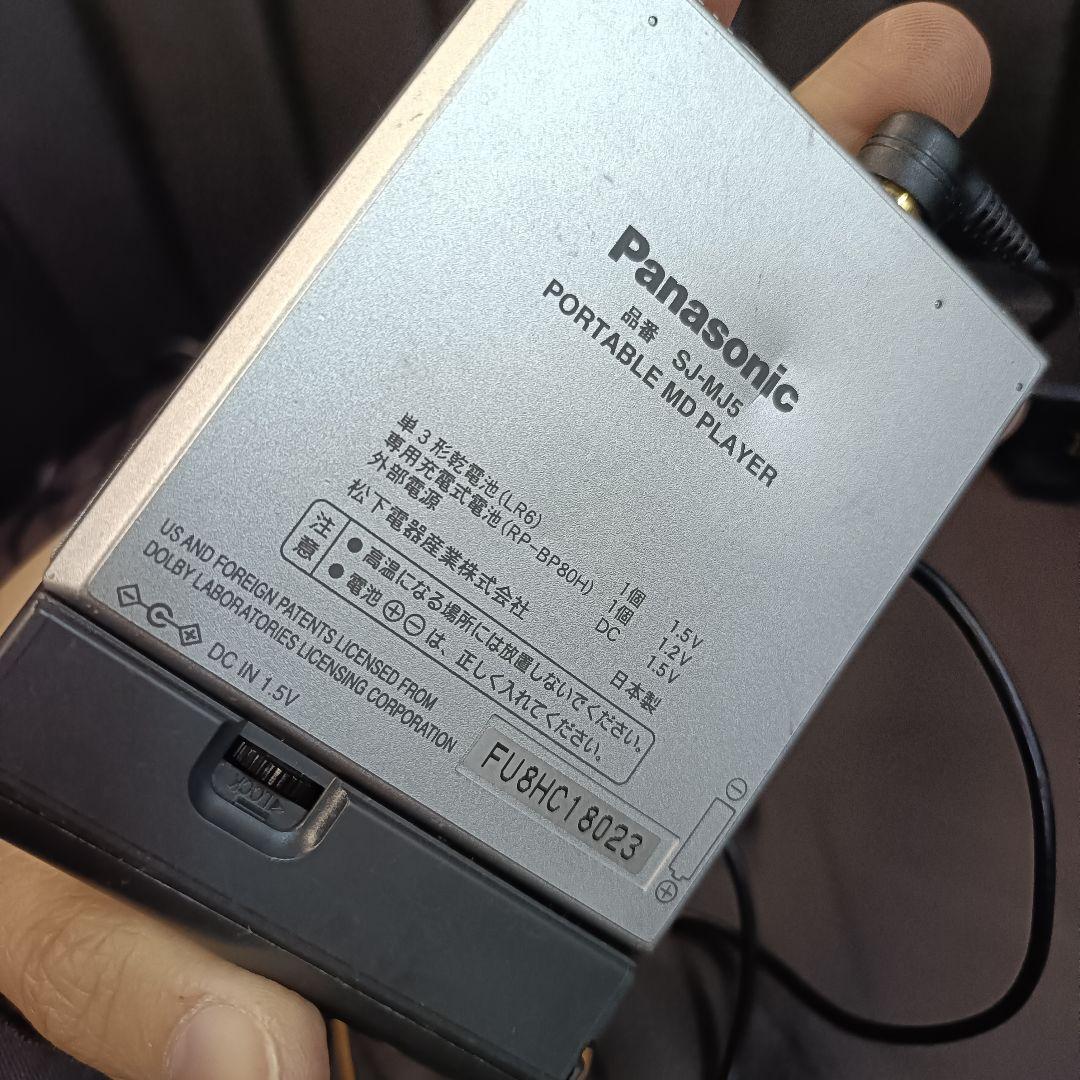 Panasonic
品番 SJ-MJ5
PORTABLE MD PLAYER
単3形乾電池(LR6) 1個 1.5V
専用充電式電池(RP-BP80H) 1個 1.2V
外部電源 DC 1.5V
松下電器産業株式会社 日本製
注意
●高温になる場所には放置しないでください。
●電池⊕⊖は、正しく入れてください。
US AND FOREIGN PATENTS LICENSED FROM
DOLBY LABORATORIES LICENSING CORPORATION
DC IN 1.5V
FU8HC18023
⊖
⊕
LOCK